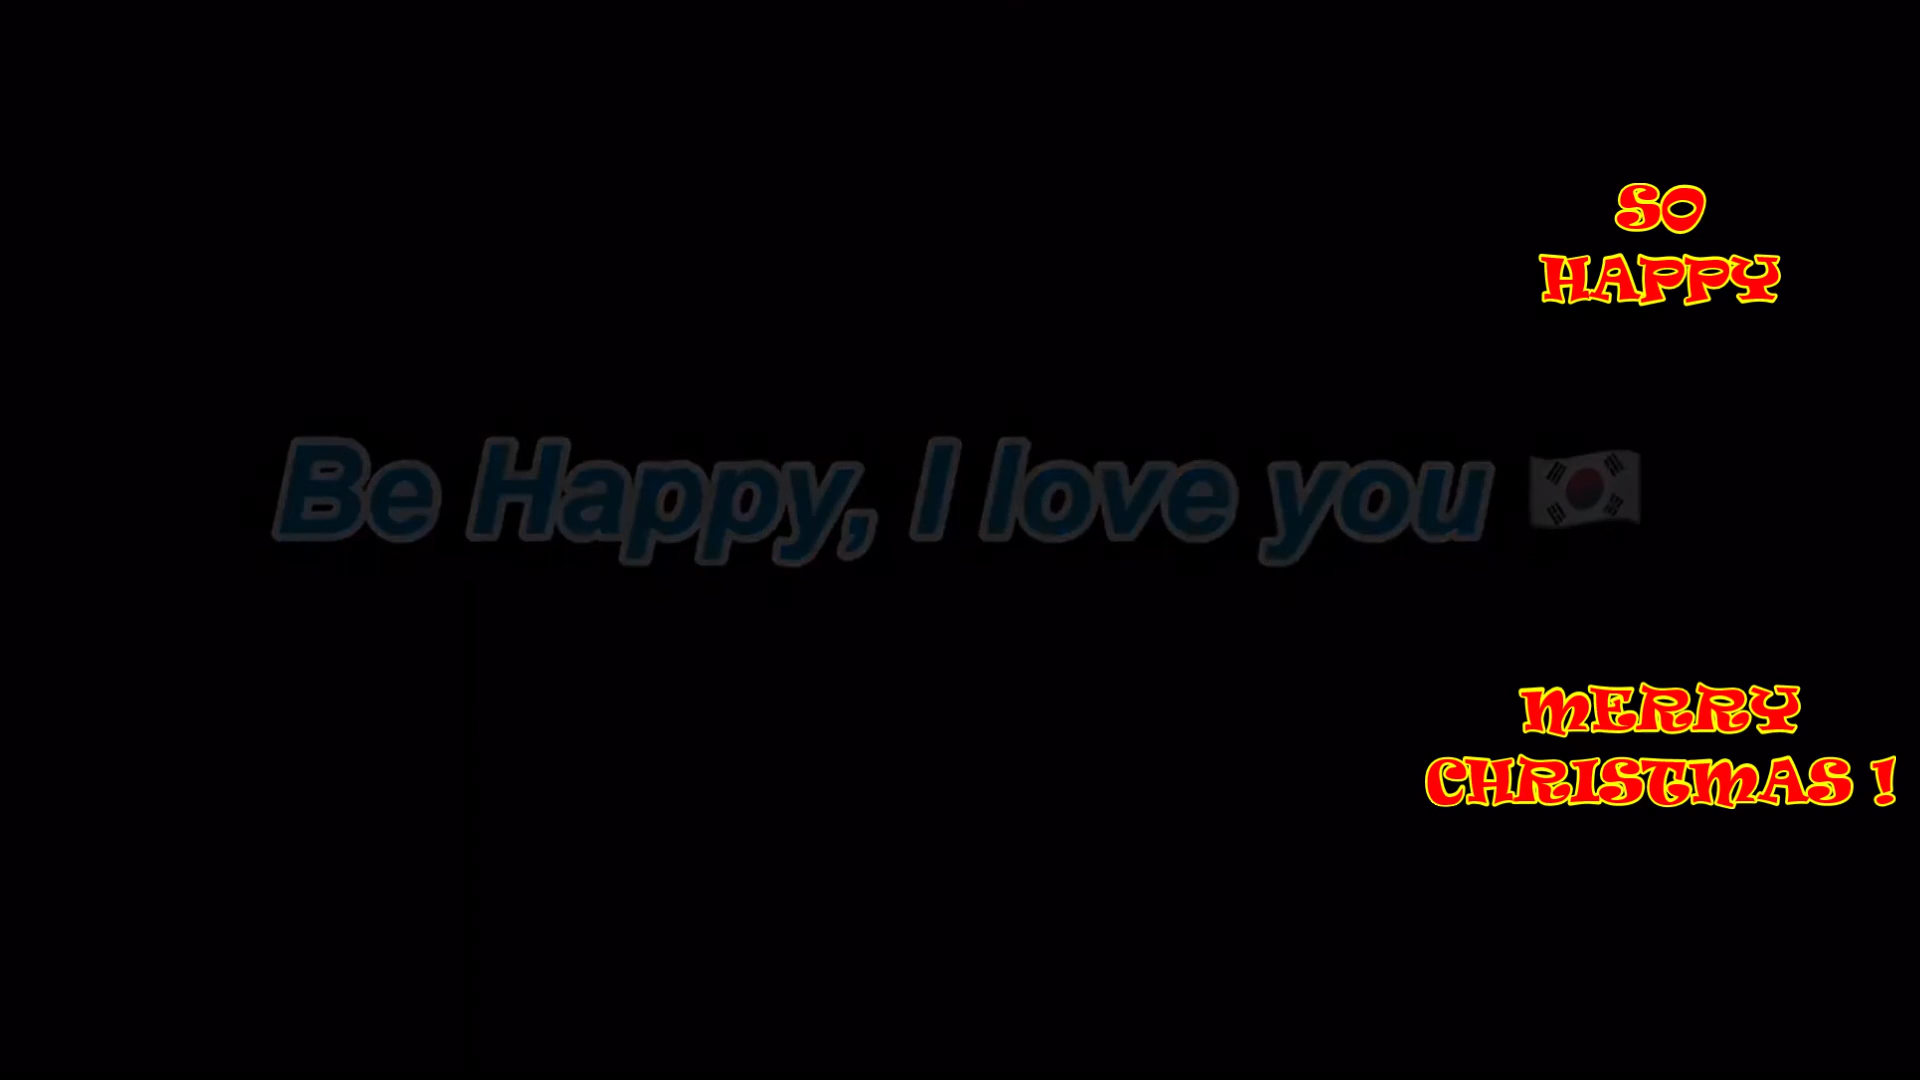 SO
HAPPY
Be Happy, I love you 🇰🇷
MERRY
CHRISTMAS !